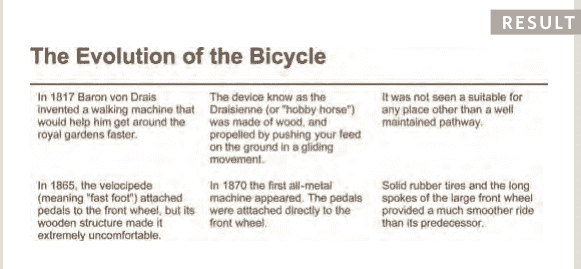 RESULT
The Evolution of the Bicycle
In 1817 Baron von Drais
invented a walking machine that
would help him get around the
royal gardens faster.
The device know as the
Draisienne (or "hobby horse")
was made of wood, and
propelled by pushing your feed
on the ground in a gliding
movement.
It was not seen a suitable for
any place other than a well
maintained pathway.
In 1865, the velocipede
(meaning "fast foot") attached
pedals to the front wheel, but its
wooden structure made it
extremely uncomfortable.
In 1870 the first all-metal
machine appeared. The pedals
were atttached directly to the
front wheel.
Solid rubber tires and the long
spokes of the large front wheel
provided a much smoother ride
than its predecessor.